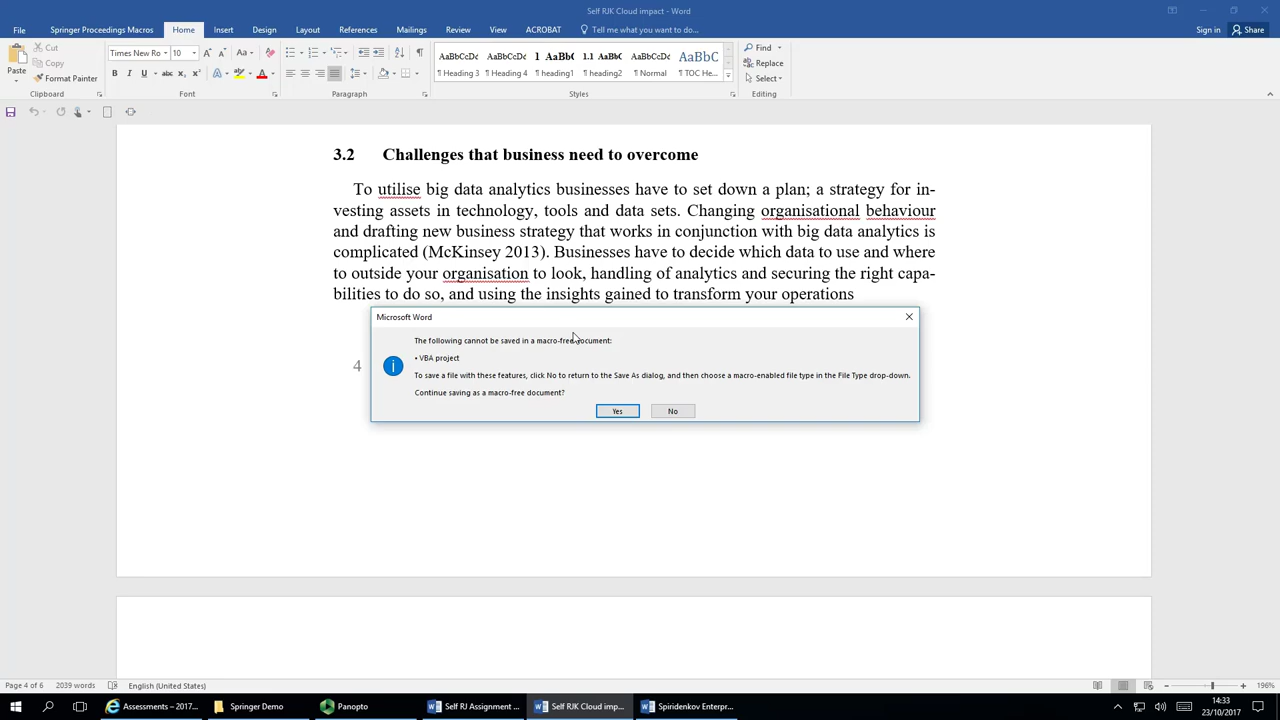 Self RJK Cloud impact - Word
File Springer Proceedings Macros Home Insert Design Layout References Mailings Review View ACROBAT Tell me what you want to do... Sign in Share
Paste Cut Copy Format Painter
Times New Ro 10
AaBbCcDc AaBbCcDc 1 AaBbC 1.1 AaBbC AaBbCcDc AaBbC
¶ Heading 3 ¶ Heading 4 ¶ heading1 ¶ heading2 ¶ Normal ¶ TOC He...
Find Replace Select
Clipboard Font Paragraph Styles Editing
3.2 Challenges that business need to overcome
To utilise big data analytics businesses have to set down a plan; a strategy for in-
vesting assets in technology, tools and data sets. Changing organisational behaviour
and drafting new business strategy that works in conjunction with big data analytics is
complicated (McKinsey 2013). Businesses have to decide which data to use and where
to outside your organisation to look, handling of analytics and securing the right capa-
bilities to do so, and using the insights gained to transform your operations
Microsoft Word
The following cannot be saved in a macro-free document:
• VBA project
To save a file with these features, click No to return to the Save As dialog, and then choose a macro-enabled file type in the File Type drop-down.
Continue saving as a macro-free document?
Yes No
4
Page 4 of 6 2039 words English (United States) 196%
Assessments – 2017... Springer Demo Panopto Self RJ Assignment ... Self RJK Cloud imp... Spiridenkov Enterpr...
14:33
23/10/2017